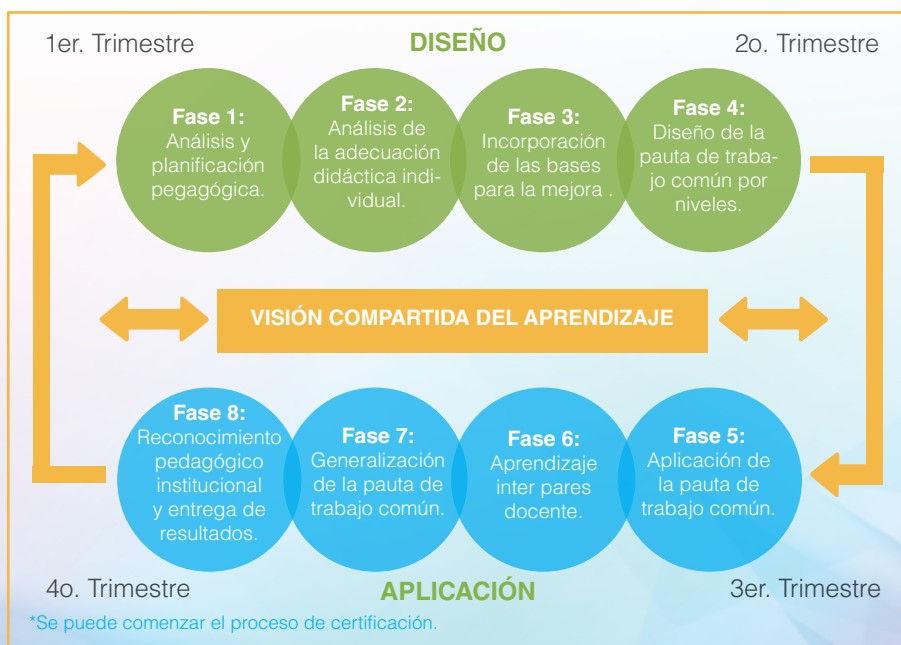 1er. Trimestre
DISEÑO
2o. Trimestre
Fase 1:
Análisis y
planificación
pegagógica.
Fase 2:
Análisis de
la adecuación
didáctica indi-
vidual.
Fase 3:
Incorporación
de las bases
para la mejora .
Fase 4:
Diseño de la
pauta de traba-
jo común por
niveles.
VISIÓN COMPARTIDA DEL APRENDIZAJE
Fase 8:
Reconocimiento
pedagógico
institucional
y entrega de
resultados.
Fase 7:
Generalización
de la pauta de
trabajo común.
Fase 6:
Aprendizaje
inter pares
docente.
Fase 5:
Aplicación de
la pauta de
trabajo común.
4o. Trimestre
APLICACIÓN
3er. Trimestre
*Se puede comenzar el proceso de certificación.